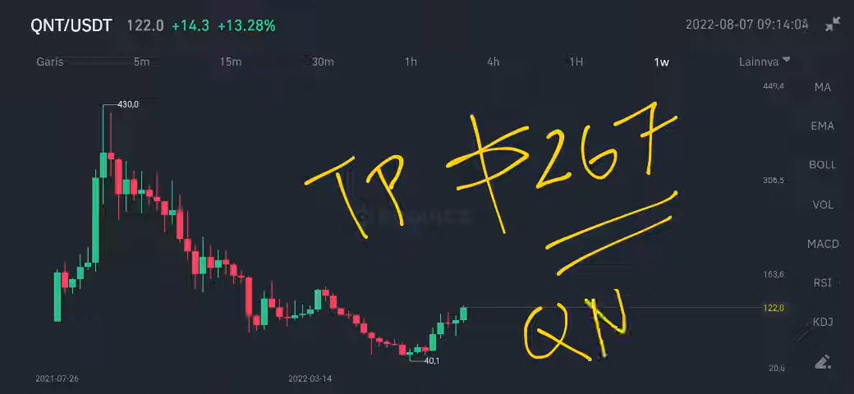 QNT/USDT 122.0 +14.3 +13.28% 2022-08-07 09:14:04
Garis 5m 15m 30m 1h 4h 1H 1w Lainnya
449,4
MA
430,0
EMA
TP $267
BOLL
306,5
VOL
BINANCE
MACD
163,6
RSI
122,0
QN
KDJ
40,1
20,6
2021-07-26 2022-03-14